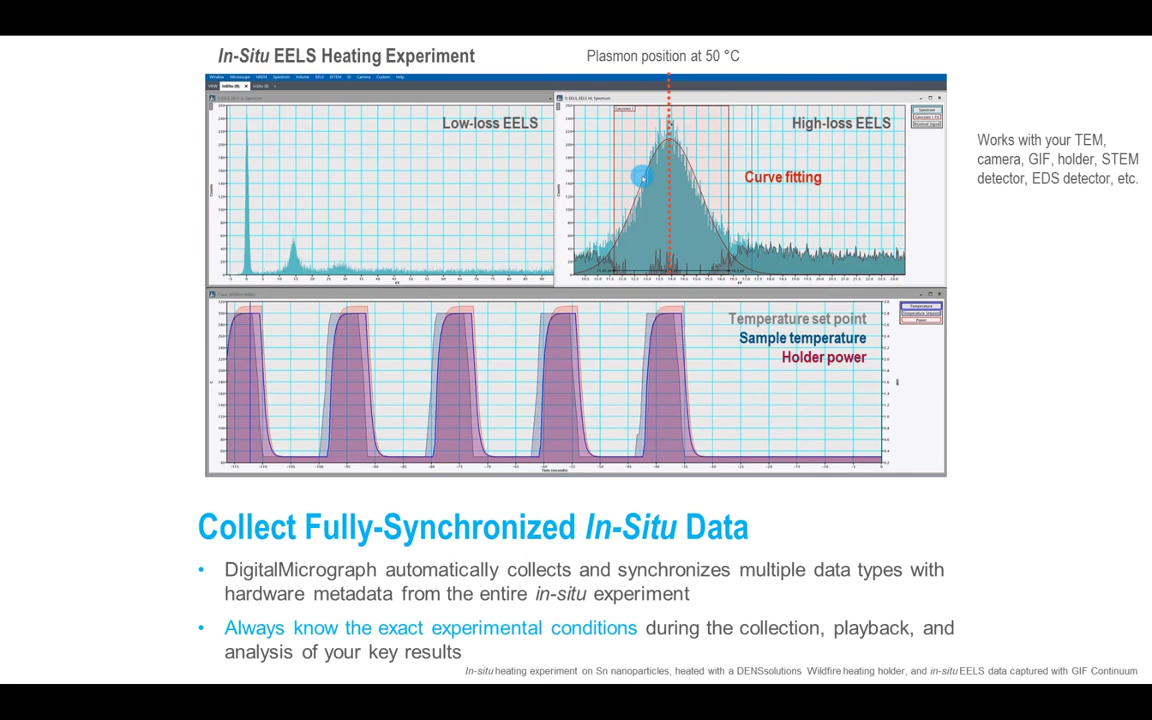 In-Situ EELS Heating Experiment
Plasmon position at 50 °C
Low-loss EELS
High-loss EELS
Curve fitting
Works with your TEM,
camera, GIF, holder, STEM
detector, EDS detector, etc.
Temperature set point
Sample temperature
Holder power
Collect Fully-Synchronized In-Situ Data
• DigitalMicrograph automatically collects and synchronizes multiple data types with
hardware metadata from the entire in-situ experiment
• Always know the exact experimental conditions during the collection, playback, and
analysis of your key results
In-situ heating experiment on Sn nanoparticles, heated with a DENSsolutions Wildfire heating holder, and in-situ EELS data captured with GIF Continuum